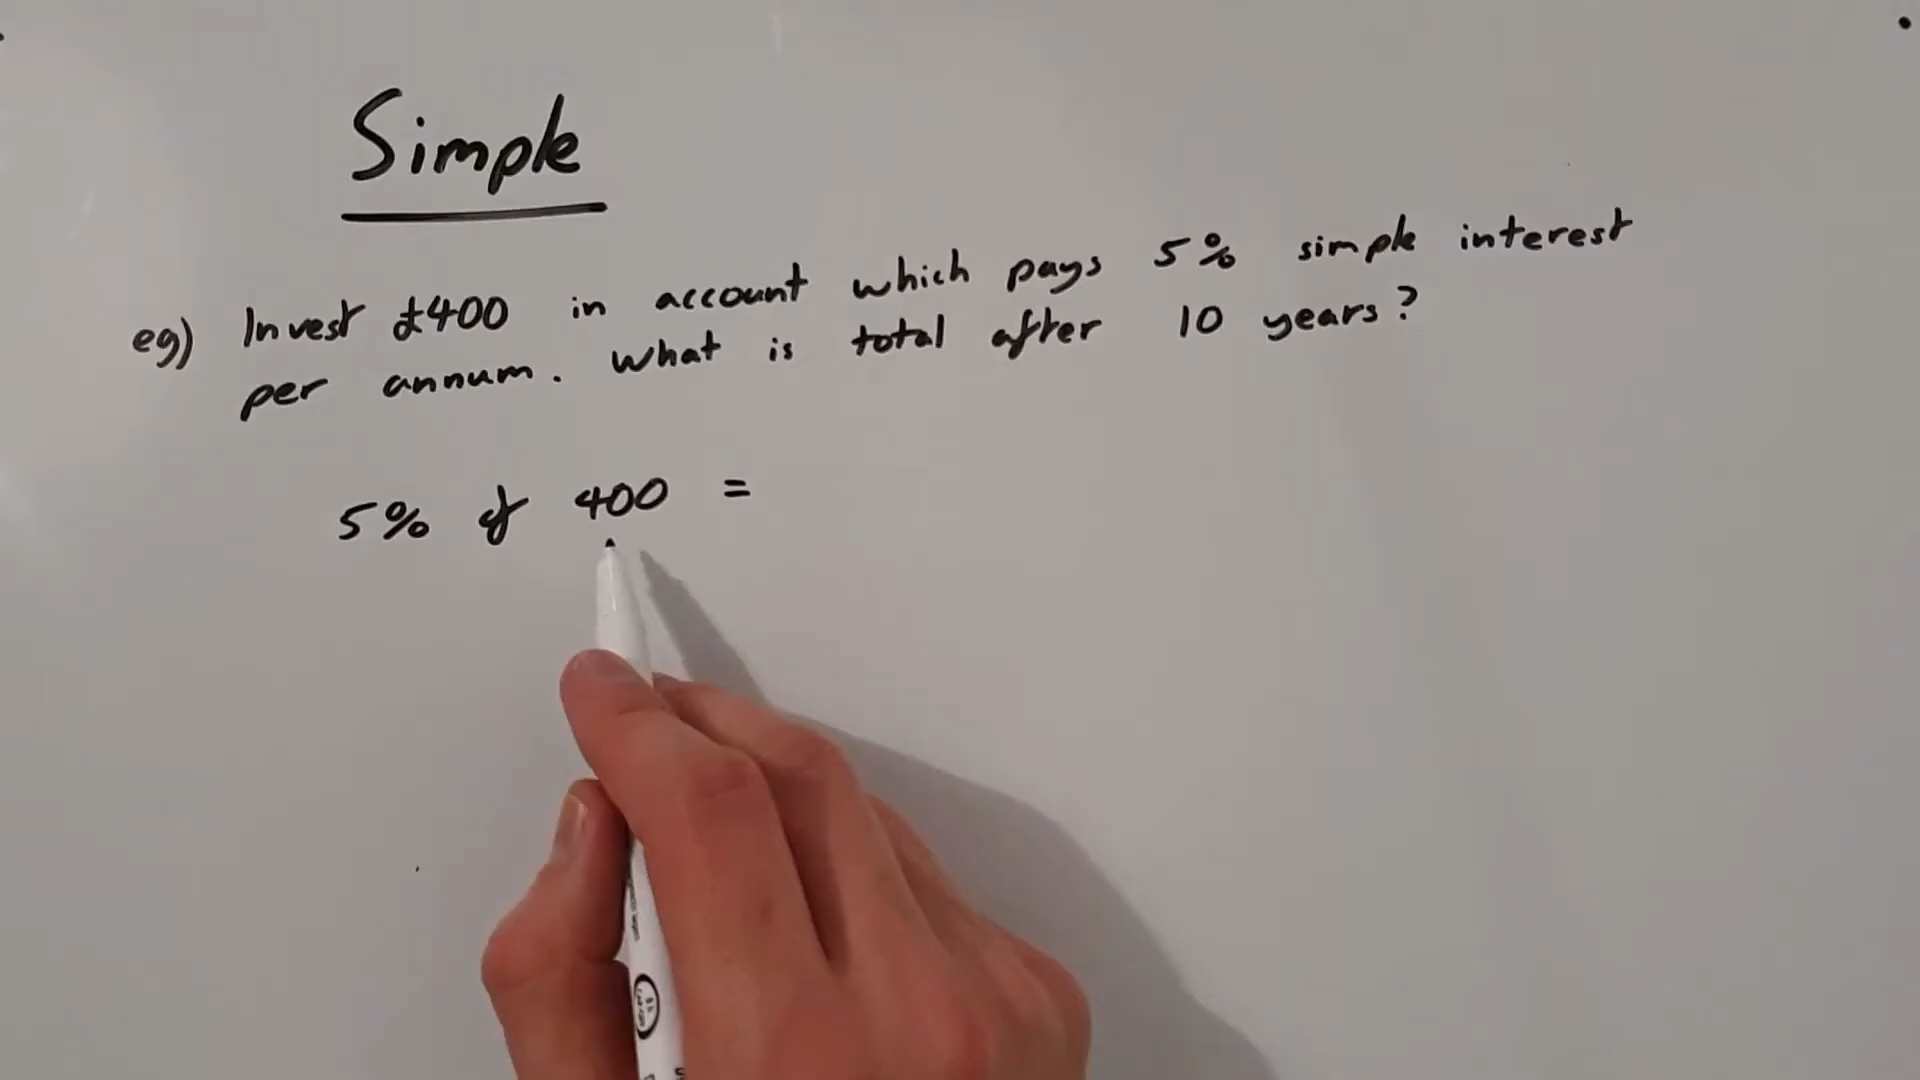 Simple
eg) Invest £400 in account which pays 5% simple interest
per annum. What is total after 10 years?
5% of 400 =